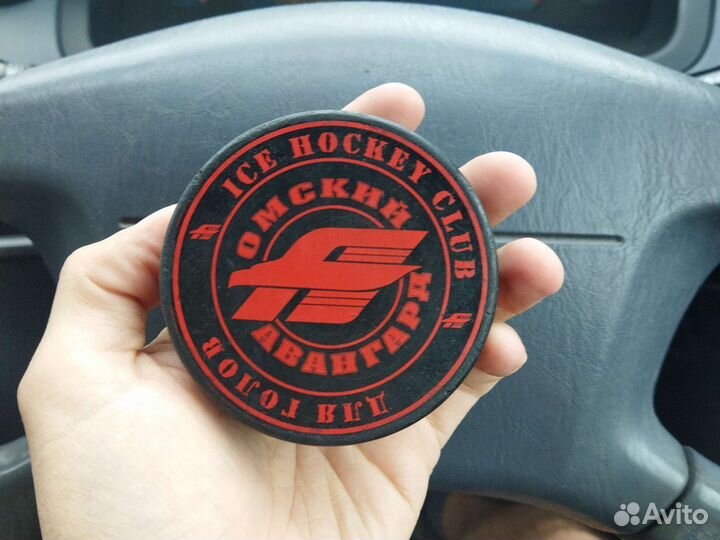 ICE HOCKEY CLUB
ОМСКИЙ
АВАНГАРД
ДЛЯ ГОЛОВ
Avito